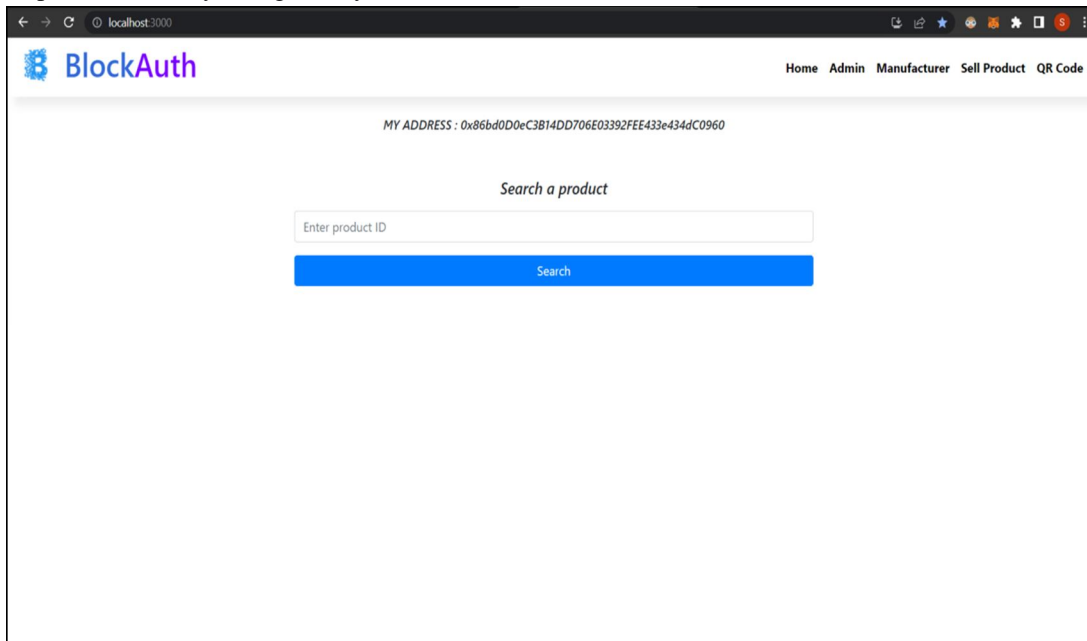 localhost:3000
S
BlockAuth
Home Admin Manufacturer Sell Product QR Code
MY ADDRESS : 0x86bd0D0eC3B14DD706E03392FEE433e434dC0960
Search a product
Enter product ID
Search